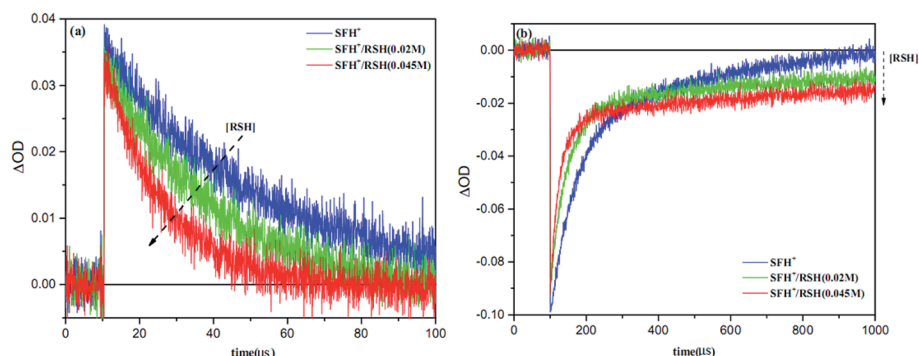 (a)
SFH⁺
SFH⁺/RSH(0.02M)
SFH⁺/RSH(0.045M)
[RSH]
0.04
0.03
0.02
0.01
0.00
ΔOD
0 20 40 60 80 100
time(μs)
(b)
[RSH]
0.00
-0.02
-0.04
-0.06
-0.08
-0.10
ΔOD
SFH⁺
SFH⁺/RSH(0.02M)
SFH⁺/RSH(0.045M)
0 200 400 600 800 1000
time(μs)